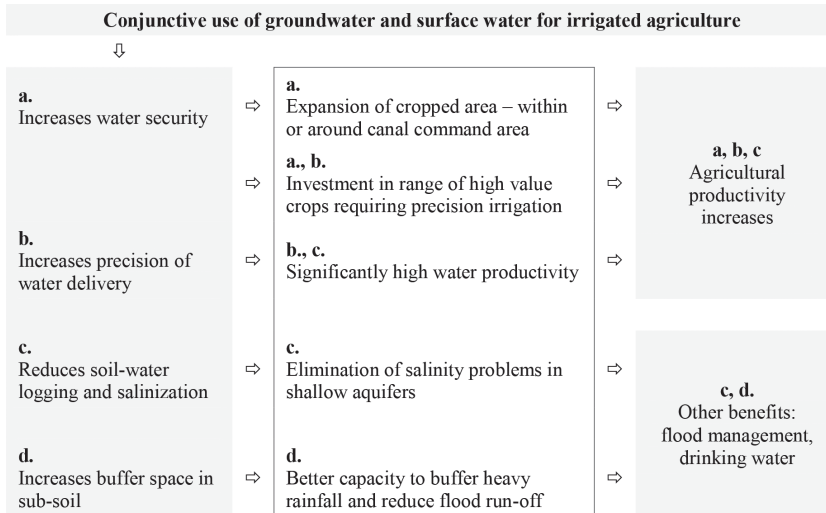 Conjunctive use of groundwater and surface water for irrigated agriculture
a.
Increases water security
b.
Increases precision of
water delivery
c.
Reduces soil-water
logging and salinization
d.
Increases buffer space in
sub-soil
a.
Expansion of cropped area – within
or around canal command area
a., b.
Investment in range of high value
crops requiring precision irrigation
b., c.
Significantly high water productivity
c.
Elimination of salinity problems in
shallow aquifers
d.
Better capacity to buffer heavy
rainfall and reduce flood run-off
a, b, c
Agricultural
productivity
increases
c, d.
Other benefits:
flood management,
drinking water